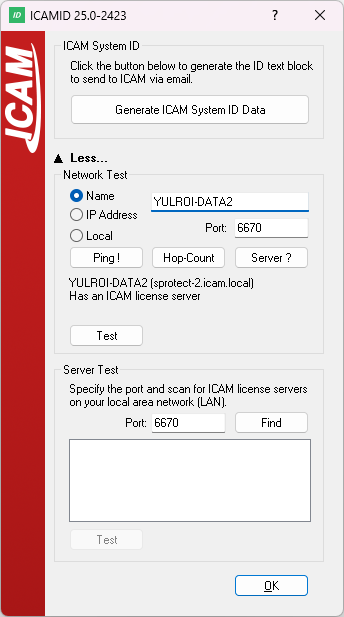 ID ICAMID 25.0-2423 ?
ICAM
ICAM System ID
Click the button below to generate the ID text block
to send to ICAM via email.
Generate ICAM System ID Data
▲ Less...
Network Test
Name YULROI-DATA2
IP Address
Port: 6670
Local
Ping ! Hop-Count Server ?
YULROI-DATA2 (sprotect-2.icam.local)
Has an ICAM license server
Test
Server Test
Specify the port and scan for ICAM license servers
on your local area network (LAN).
Port: 6670 Find
Test
OK